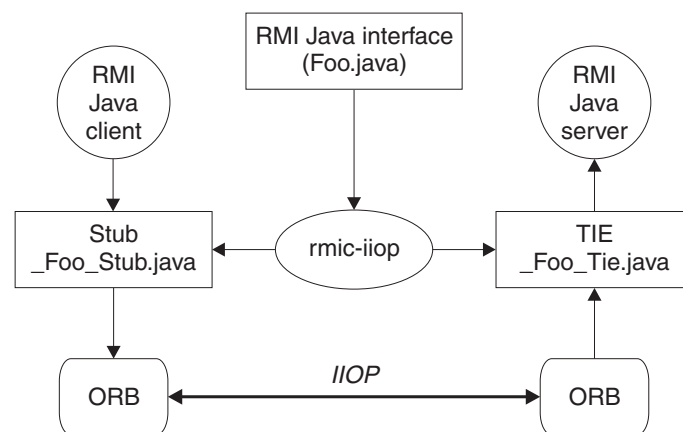 RMI Java interface
(Foo.java)
RMI
Java
client
RMI
Java
server
Stub
_Foo_Stub.java
rmic-iiop
TIE
_Foo_Tie.java
IIOP
ORB
ORB